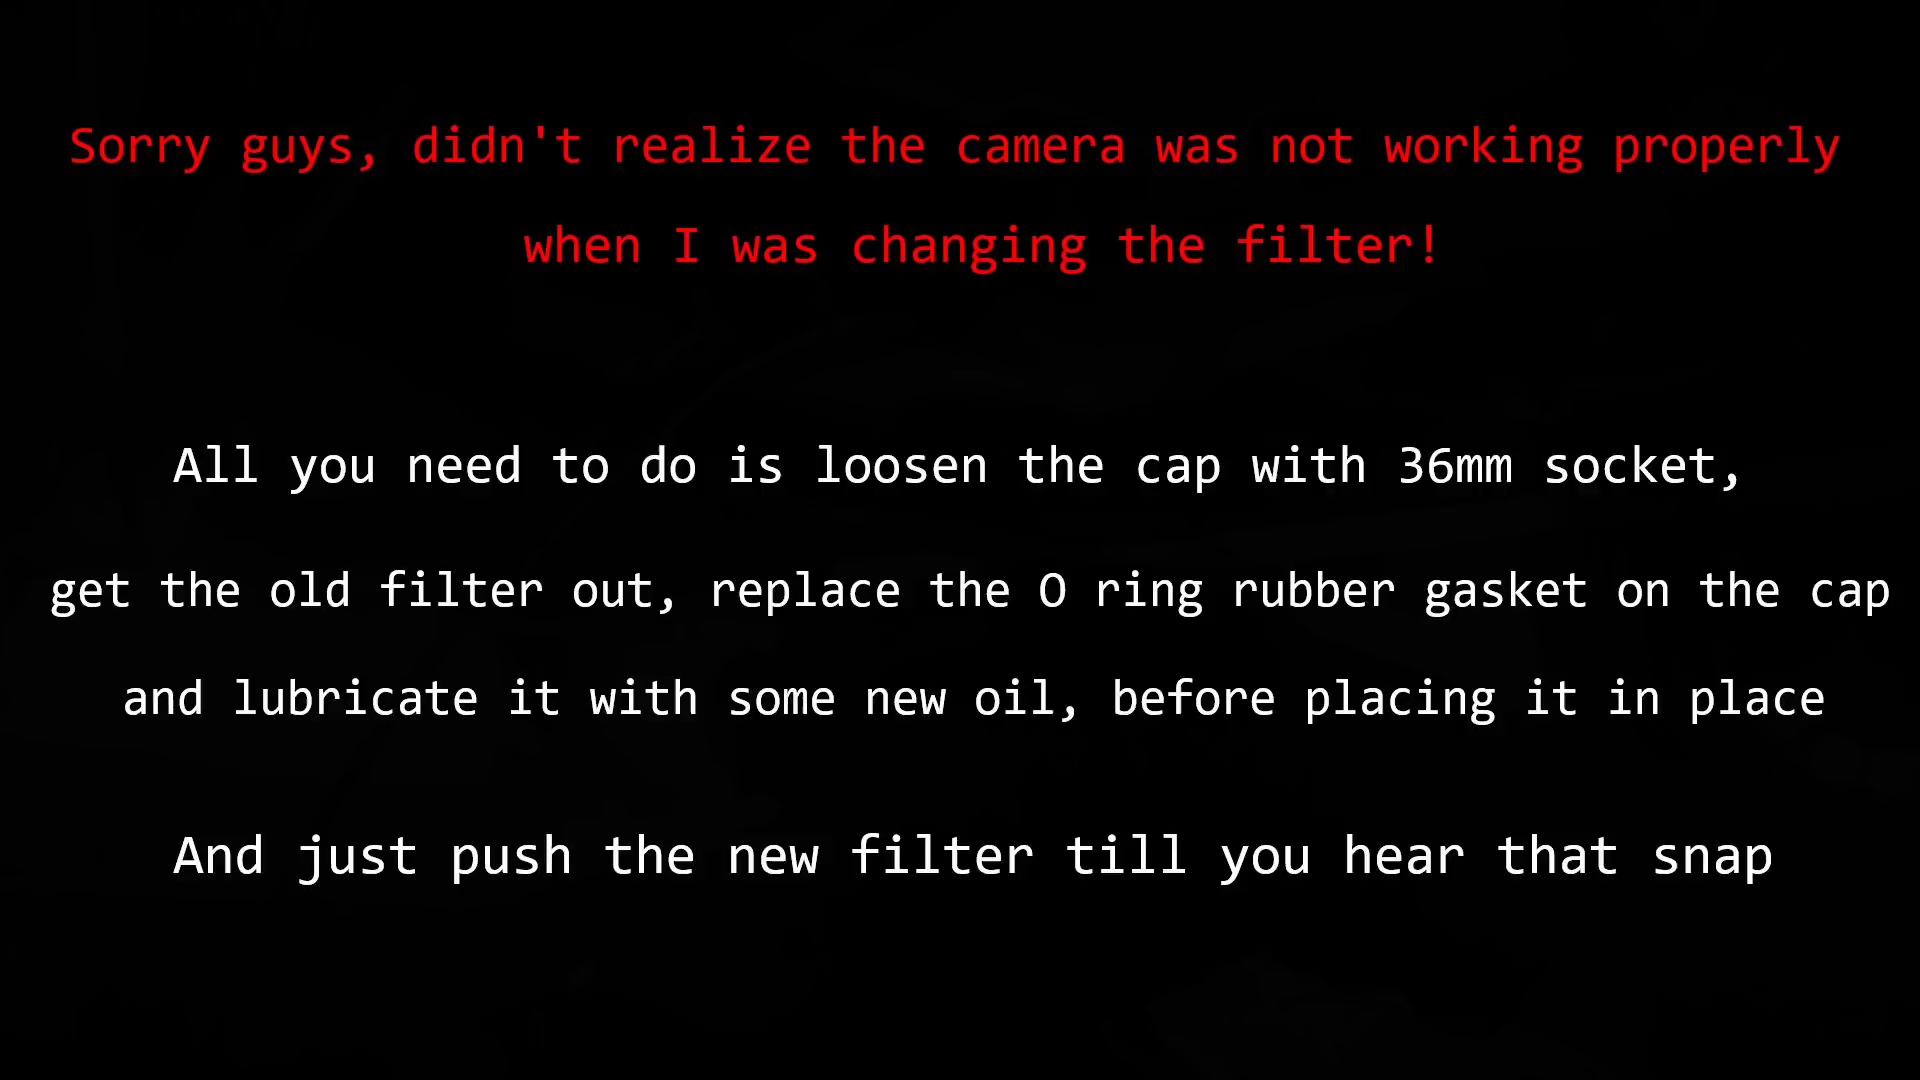 Sorry guys, didn't realize the camera was not working properly
when I was changing the filter!
All you need to do is loosen the cap with 36mm socket,
get the old filter out, replace the O ring rubber gasket on the cap
and lubricate it with some new oil, before placing it in place
And just push the new filter till you hear that snap